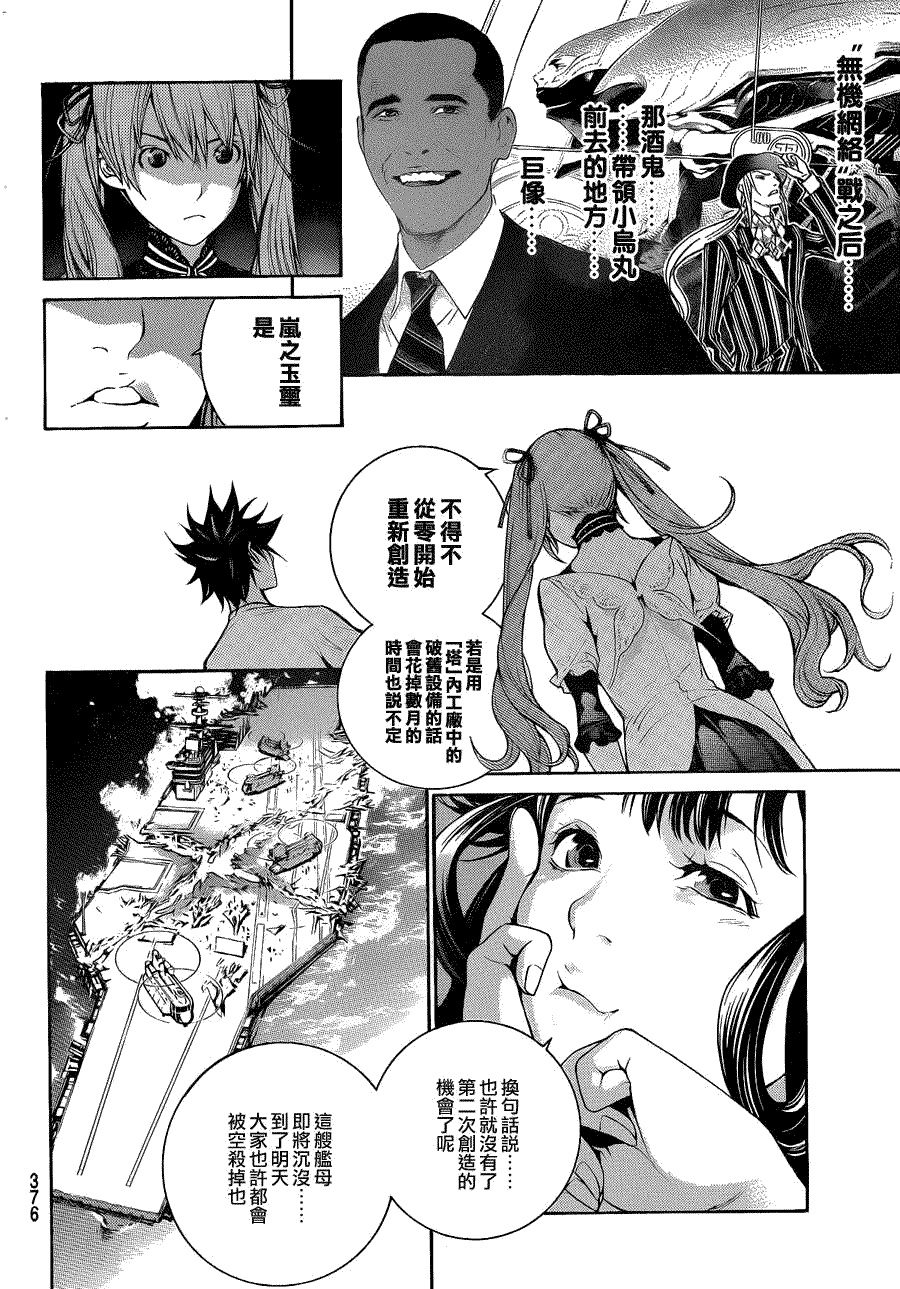 “無機網絡”戰之后……
那酒鬼……
……帶領小烏丸
前去的地方……
巨像……
嵐之玉璽
是
不得不
從零開始
重新創造
若是用
「塔」內工廠中的
破舊設備的話
會花掉數月的
時間也説不定
換句話説……
也許就沒有了
第二次創造的
機會了呢
這艘艦母
即將沉沒……
到了明天
大家也許都會
被空殺掉也
376